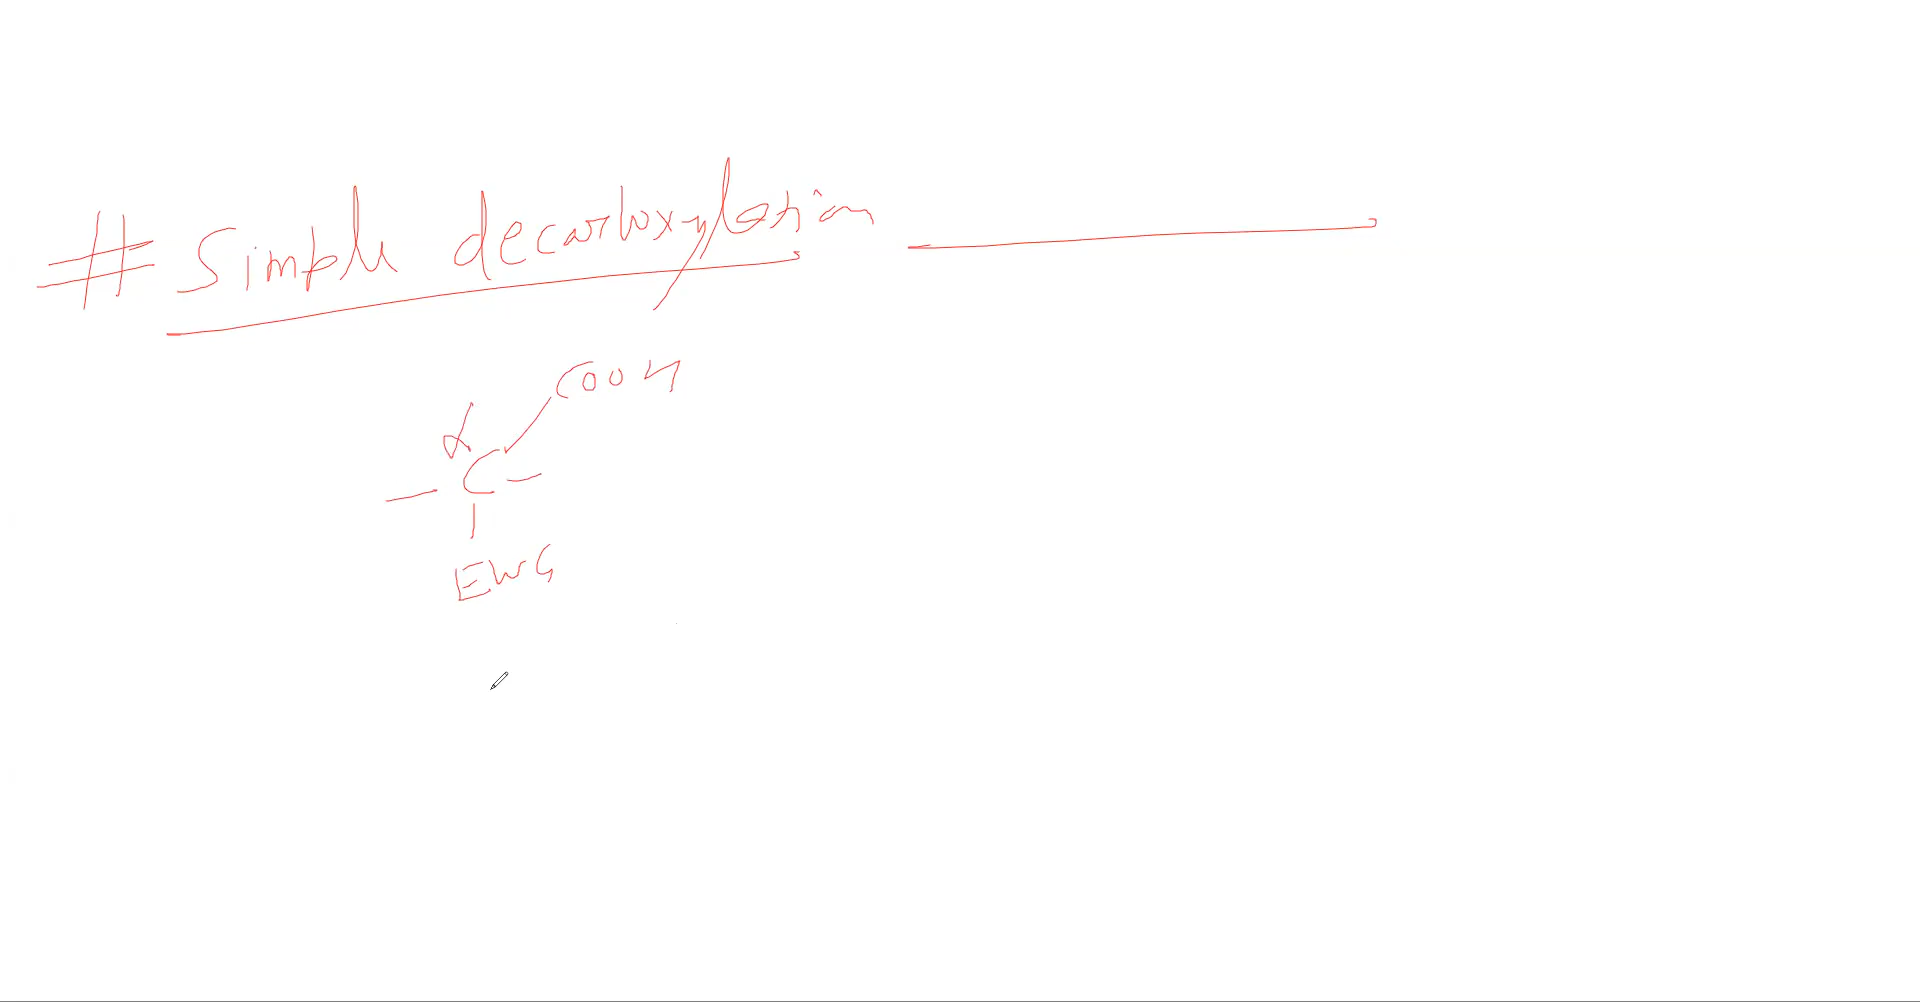 # Simple decarboxylation
COOH
α
- C -
EWG